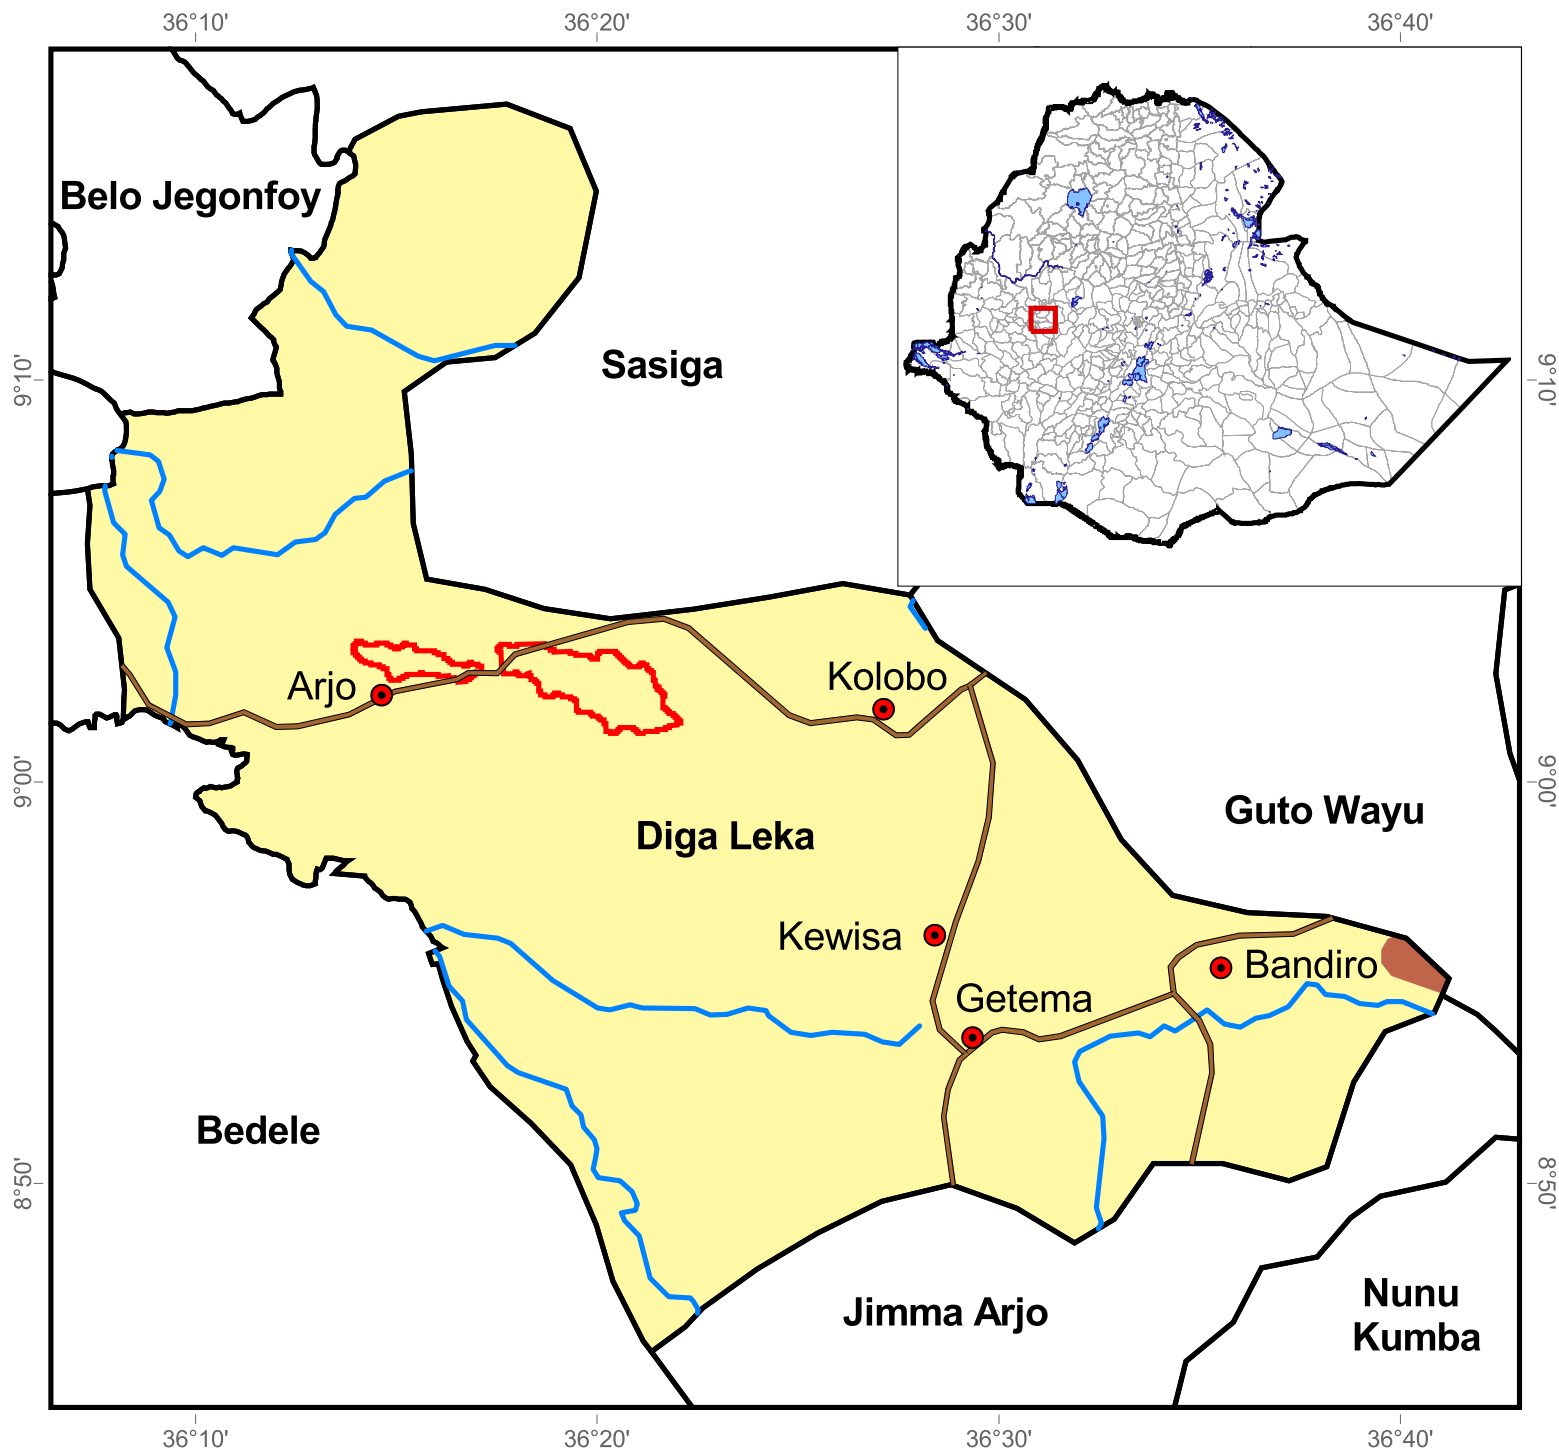 36°10'
36°20'
36°30'
36°40'
Belo Jegonfoy
Sasiga
9°10'
9°10'
Arjo
Kolobo
9°00'
9°00'
Guto Wayu
Diga Leka
Kewisa
Bandiro
Getema
Bedele
8°50'
8°50'
Jimma Arjo
Nunu
Kumba
36°10'
36°20'
36°30'
36°40'